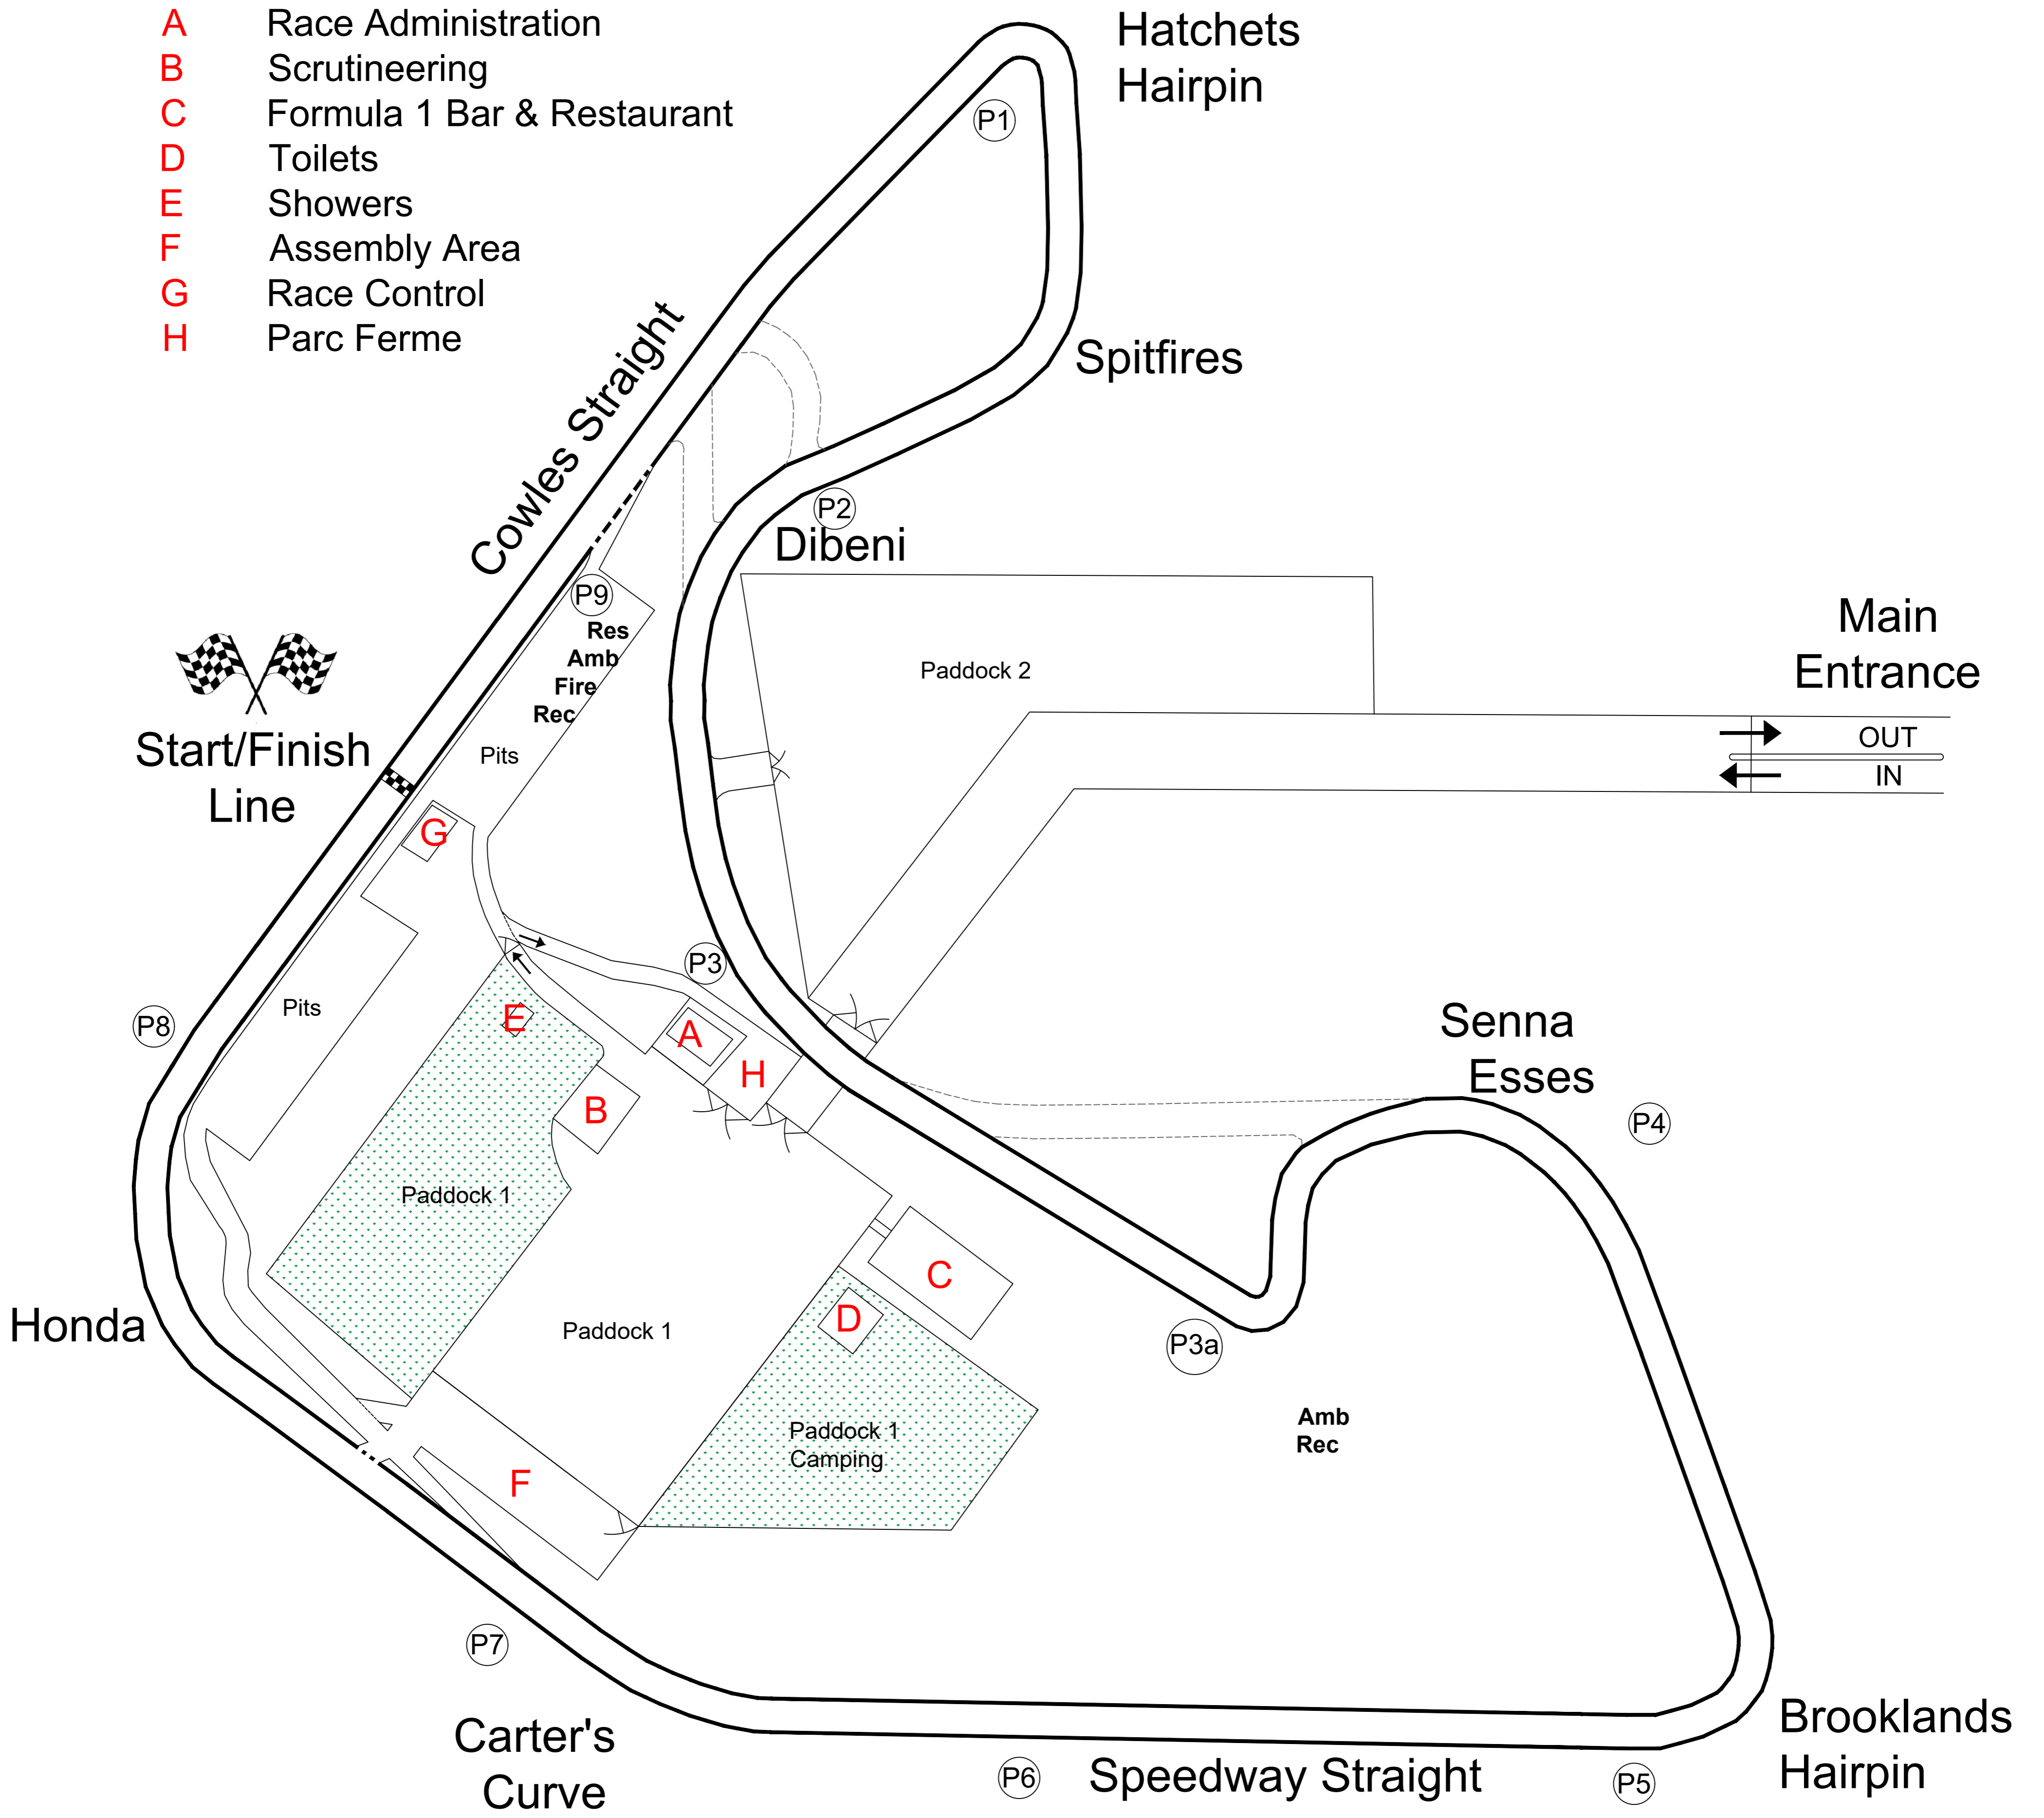 A Race Administration
B Scrutineering
C Formula 1 Bar & Restaurant
D Toilets
E Showers
F Assembly Area
G Race Control
H Parc Ferme
Hatchets
Hairpin
P1
Spitfires
Cowles Straight
P2
Dibeni
P9
Res
Amb
Fire
Rec
Pits
Paddock 2
Main
Entrance
OUT
IN
Start/Finish
Line
G
P3
P8
Pits
E
A
H
B
Senna
Esses
P4
Paddock 1
Honda
Paddock 1
C
D
P3a
Paddock 1
Camping
Amb
Rec
F
P7
Carter's
Curve
P6
Speedway Straight
P5
Brooklands
Hairpin